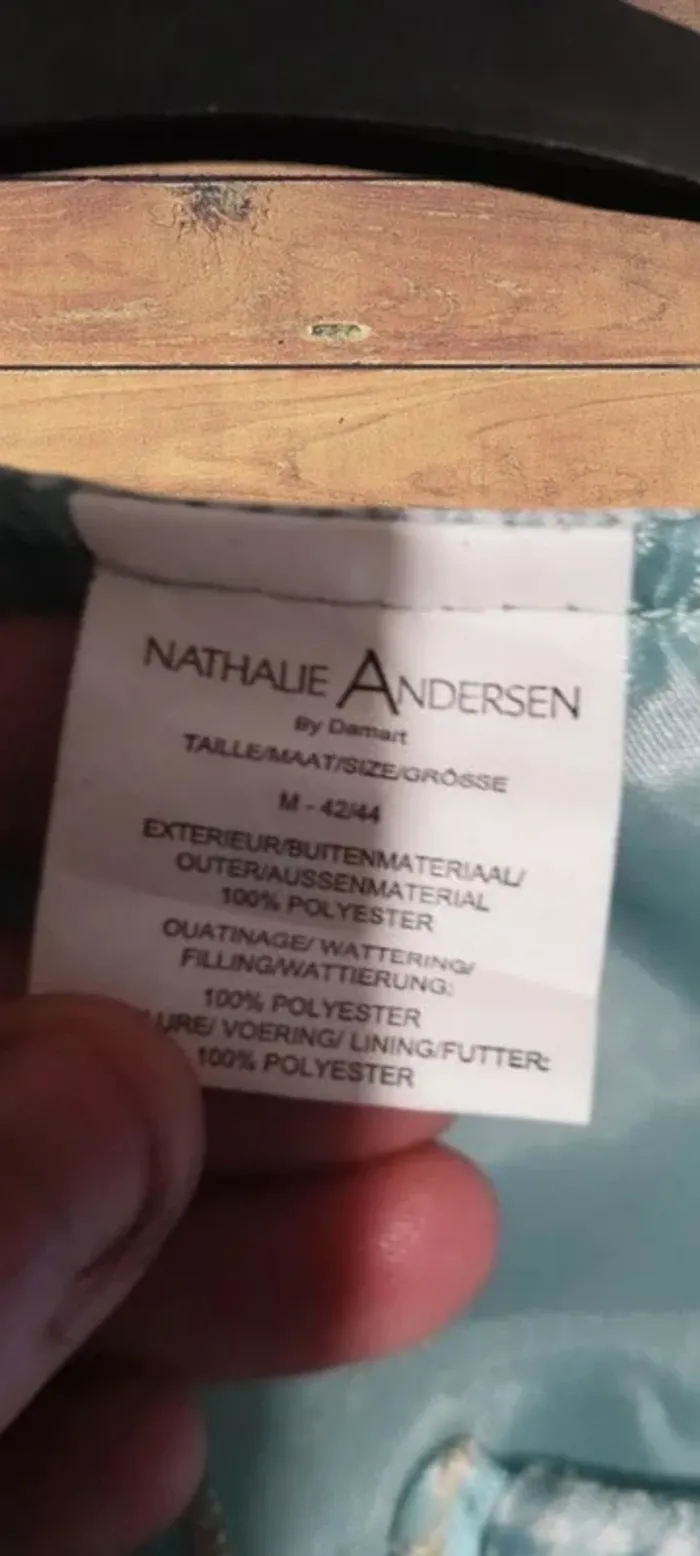 NATHALIE ANDERSEN
By Damart
TAILLE/MAAT/SIZE/GRÖSSE
M - 42/44
EXTERIEUR/BUITENMATERIAAL/
OUTER/AUSSENMATERIAL
100% POLYESTER
OUATINAGE/ WATTERING/
FILLING/WATTIERUNG:
100% POLYESTER
VOERING/ LINING/FUTTER:
100% POLYESTER